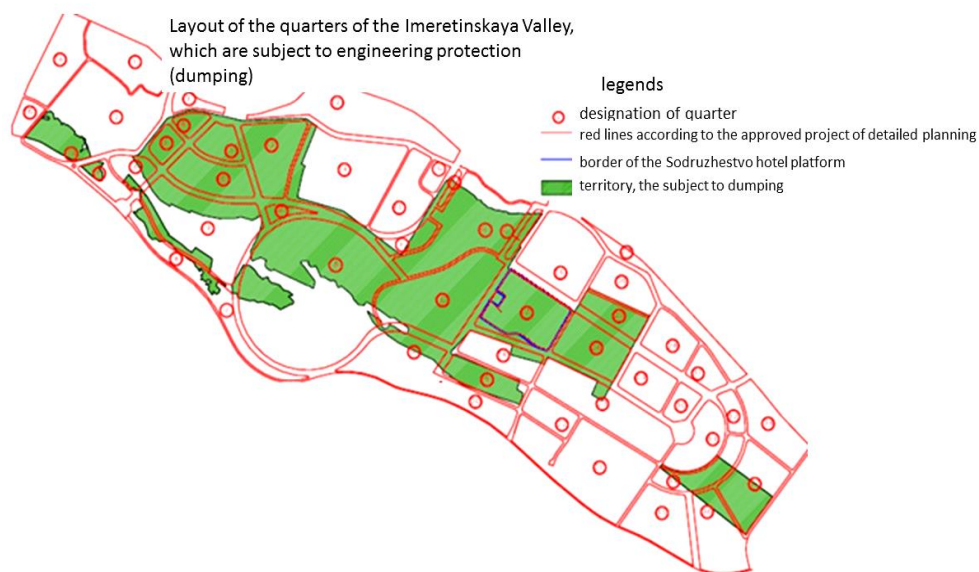 Layout of the quarters of the Imeretinskaya Valley,
which are subject to engineering protection
(dumping)
legends
designation of quarter
red lines according to the approved project of detailed planning
border of the Sodruzhestvo hotel platform
territory, the subject to dumping